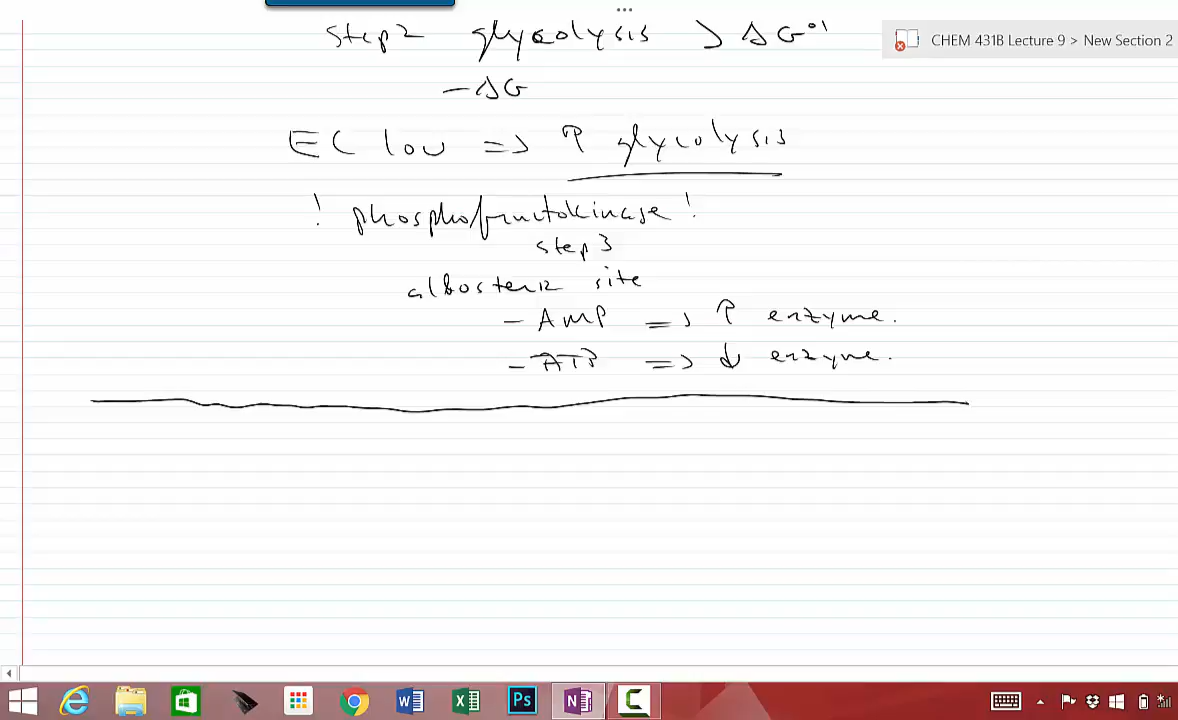 step 2 glycolysis > ΔG°'
CHEM 431B Lecture 9 > New Section 2
-ΔG
EC low => ↑ glycolysis
! phosphofructokinase !
step 3
allosteric site
- AMP => ↑ enzyme.
- ATP => ↓ enzyme.